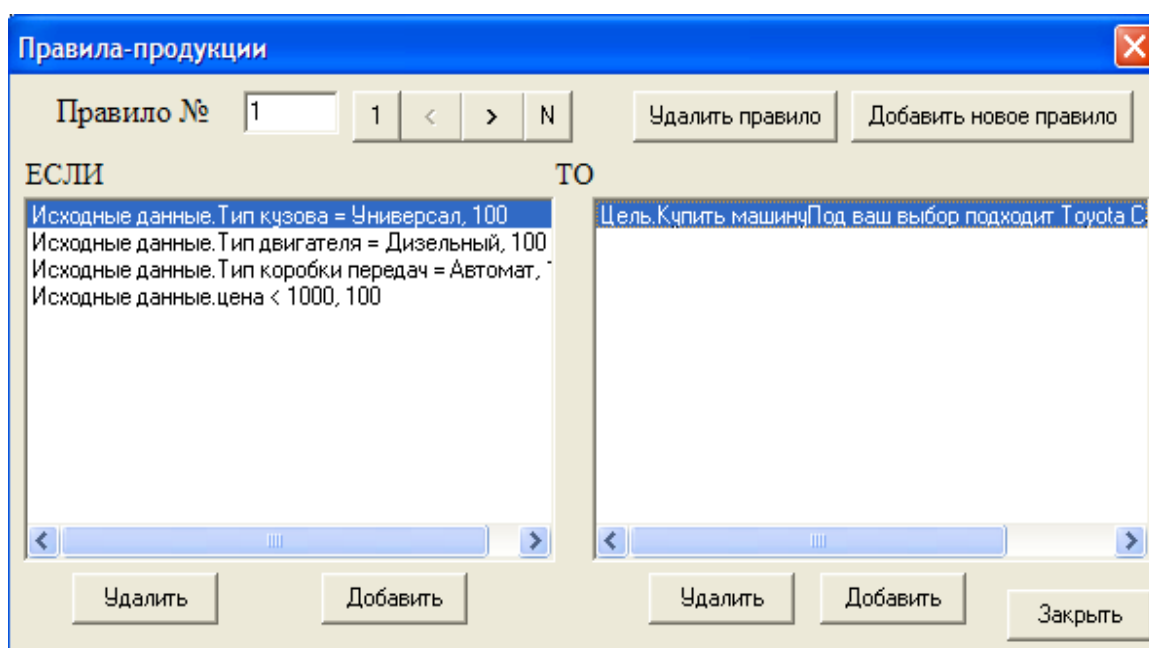 Правила-продукции
Правило № 1 1 < > N Удалить правило Добавить новое правило
ЕСЛИ ТО
Исходные данные.Тип кузова = Универсал, 100
Исходные данные.Тип двигателя = Дизельный, 100
Исходные данные.Тип коробки передач = Автомат,
Исходные данные.цена < 1000, 100
Цель.Купить машинуПод ваш выбор подходит Toyota C
Удалить Добавить Удалить Добавить
Закрыть